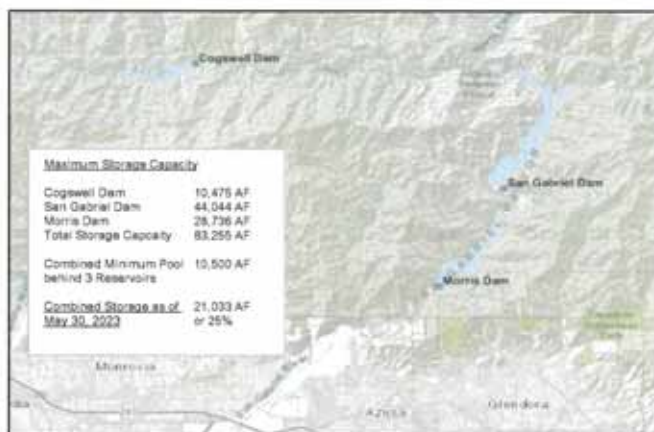 Cogswell Dam
Maximum Storage Capacity
Cogswell Dam 10,475 AF
San Gabriel Dam 44,044 AF
Morris Dam 28,736 AF
Total Storage Capcaity 83,255 AF
Combined Minimum Pool 10,500 AF
behind 3 Reservoirs
Combined Storage as of 21,033 AF
May 30, 2023 or 25%
San Gabriel Dam
Morris Dam
Monrovia
Azusa
Glendora